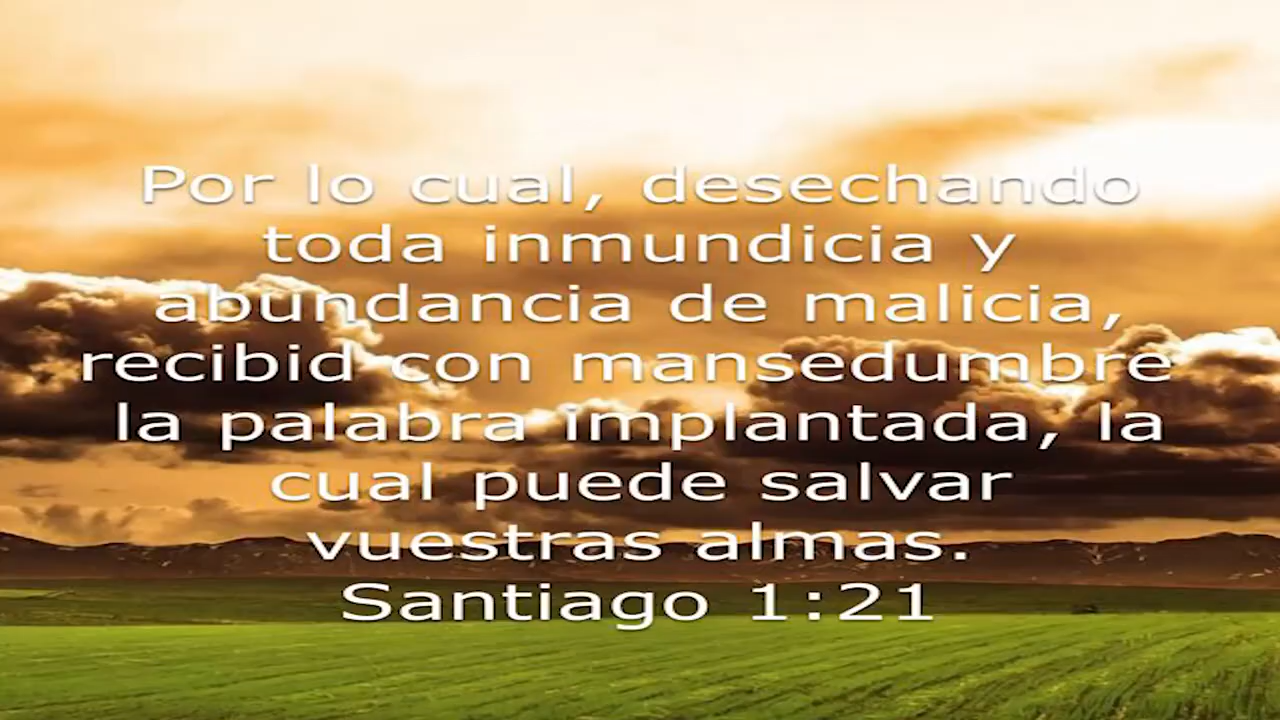 Por lo cual, desechando
toda inmundicia y
abundancia de malicia,
recibid con mansedumbre
la palabra implantada, la
cual puede salvar
vuestras almas.
Santiago 1:21